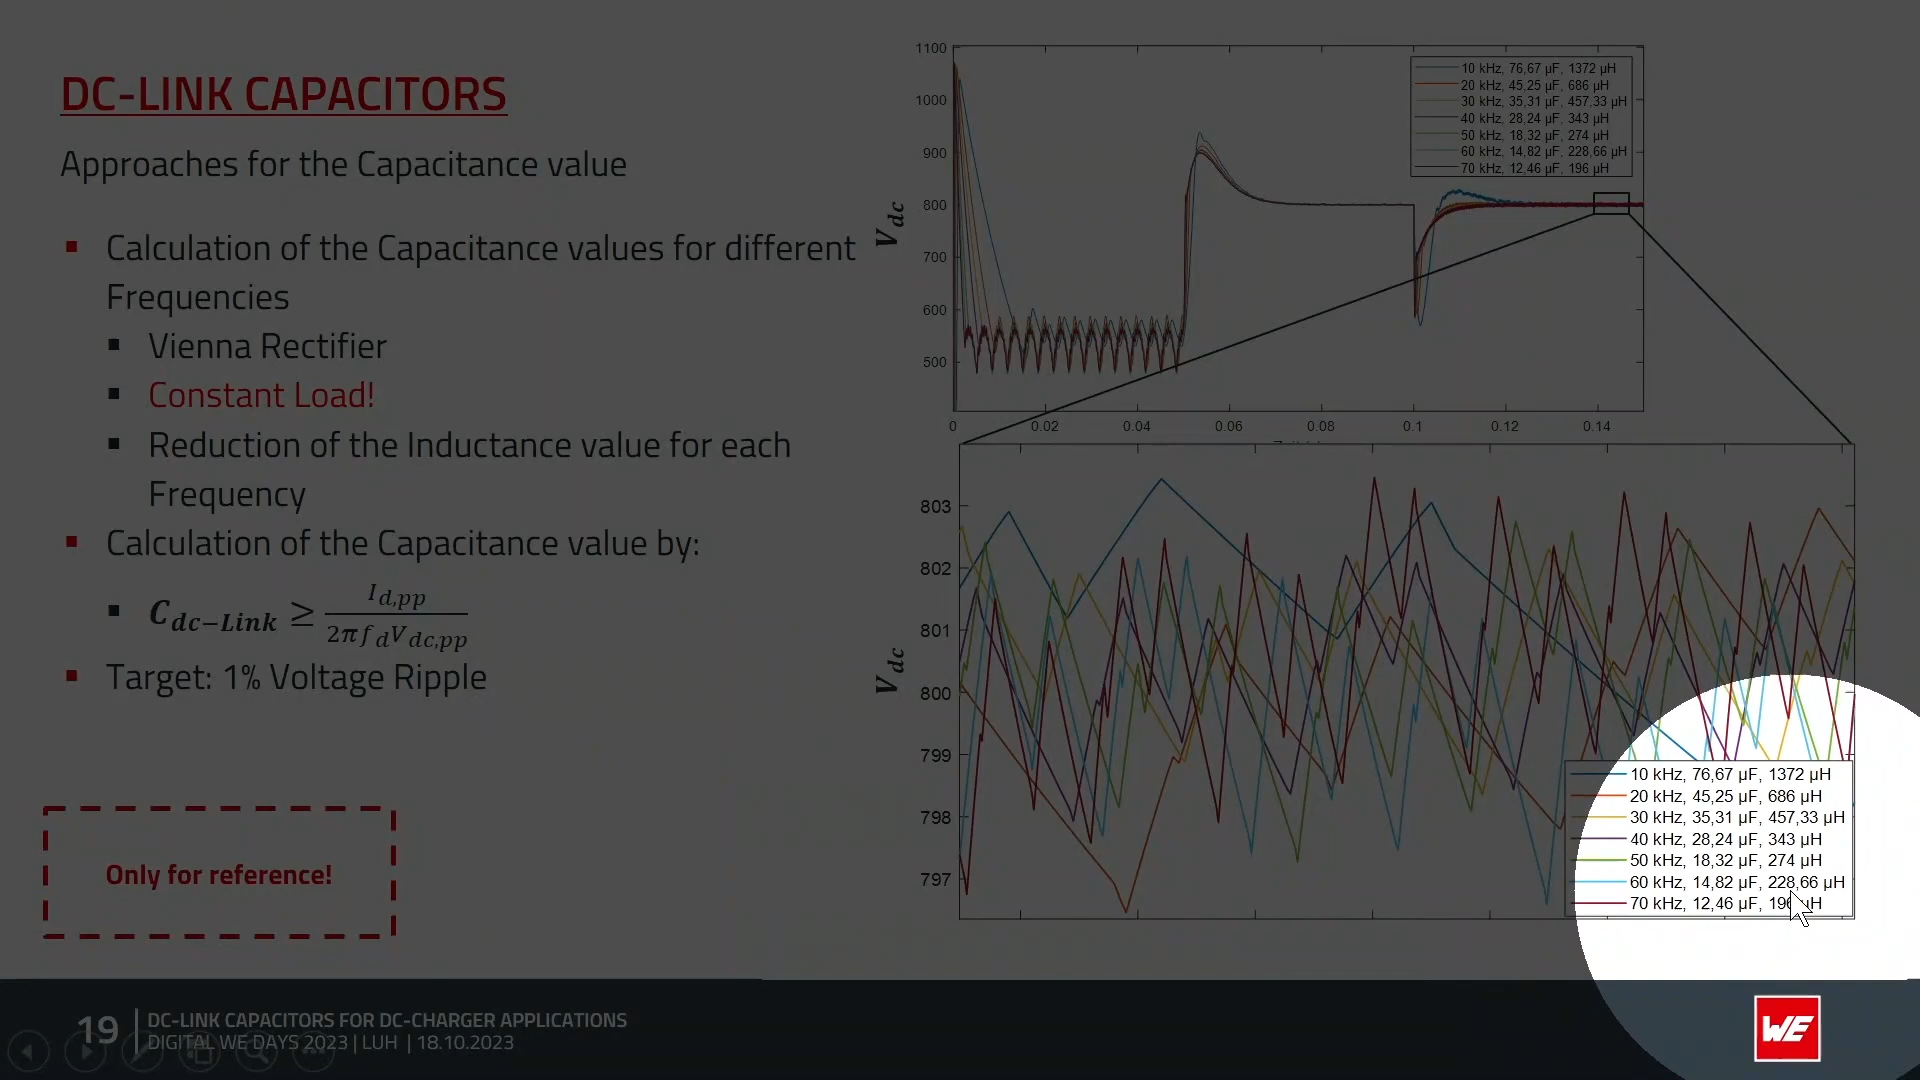 DC-LINK CAPACITORS
Approaches for the Capacitance value
▪ Calculation of the Capacitance values for different
Frequencies
▪ Vienna Rectifier
▪ Constant Load!
▪ Reduction of the Inductance value for each
Frequency
▪ Calculation of the Capacitance value by:
▪ C_dc−Link ≥ I_d,pp / 2πf_dV_dc,pp
▪ Target: 1% Voltage Ripple
Only for reference!
V_dc
1100
1000
900
800
700
600
500
0 0.02 0.04 0.06 0.08 0.1 0.12 0.14
10 kHz, 76,67 µF, 1372 µH
20 kHz, 45,25 µF, 686 µH
30 kHz, 35,31 µF, 457,33 µH
40 kHz, 28,24 µF, 343 µH
50 kHz, 18,32 µF, 274 µH
60 kHz, 14,82 µF, 228,66 µH
70 kHz, 12,46 µF, 196 µH
V_dc
803
802
801
800
799
798
797
10 kHz, 76,67 µF, 1372 µH
20 kHz, 45,25 µF, 686 µH
30 kHz, 35,31 µF, 457,33 µH
40 kHz, 28,24 µF, 343 µH
50 kHz, 18,32 µF, 274 µH
60 kHz, 14,82 µF, 228,66 µH
70 kHz, 12,46 µF, 196 µH
19
DC-LINK CAPACITORS FOR DC-CHARGER APPLICATIONS
DIGITAL WE DAYS 2023 | LUH | 18.10.2023
WE